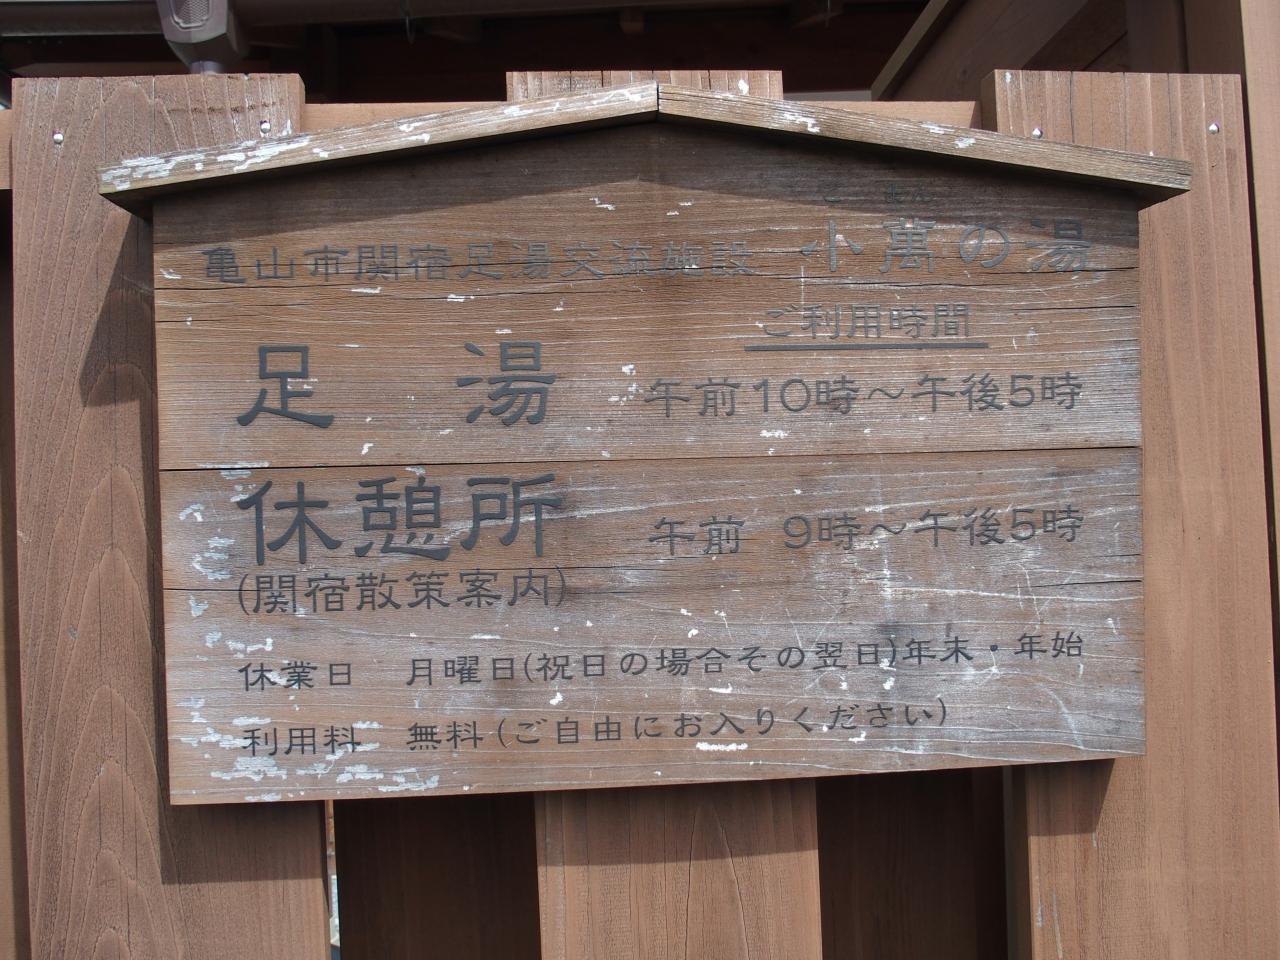 こ まん
亀山市関宿足湯交流施設 小萬の湯
ご利用時間
足 湯 午前10時～午後5時
休憩所 午前 9時～午後5時
(関宿散策案内)
休業日 月曜日(祝日の場合その翌日)年末・年始
利用料 無料(ご自由にお入りください)